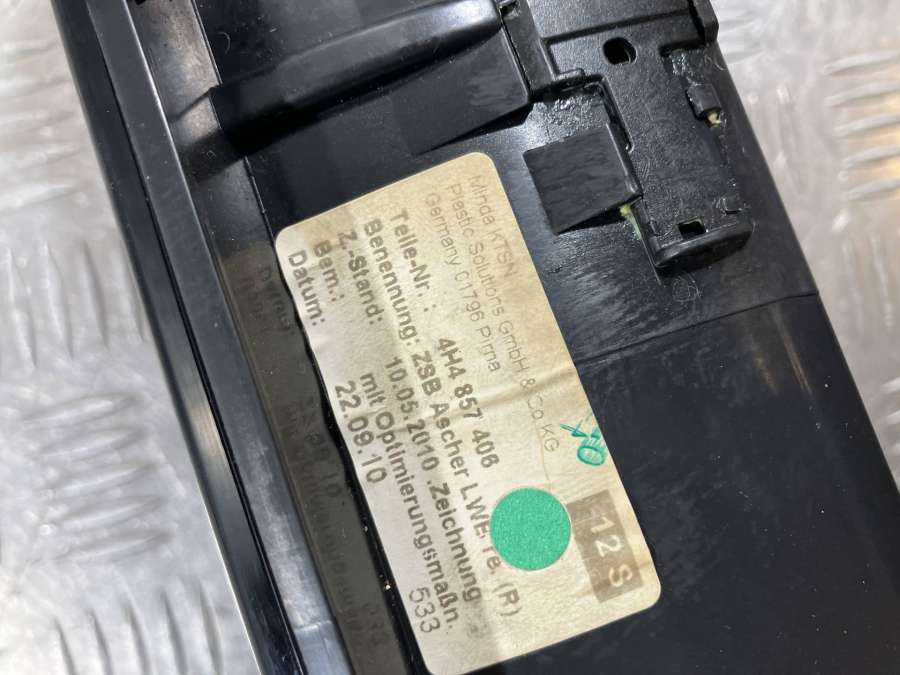 Minda KTSN
Plastic Solutions GmbH & Co KG
Germany 01796 Pirna
Teile-Nr. : 4H4 857 406
Benennung: ZSB Ascher LWE re. (R)
Z.-Stand: 10.05.2010 .Zeichnung
Bem.: mit Optimierungsmaßn.
Datum: 22.09.10 533
12 S